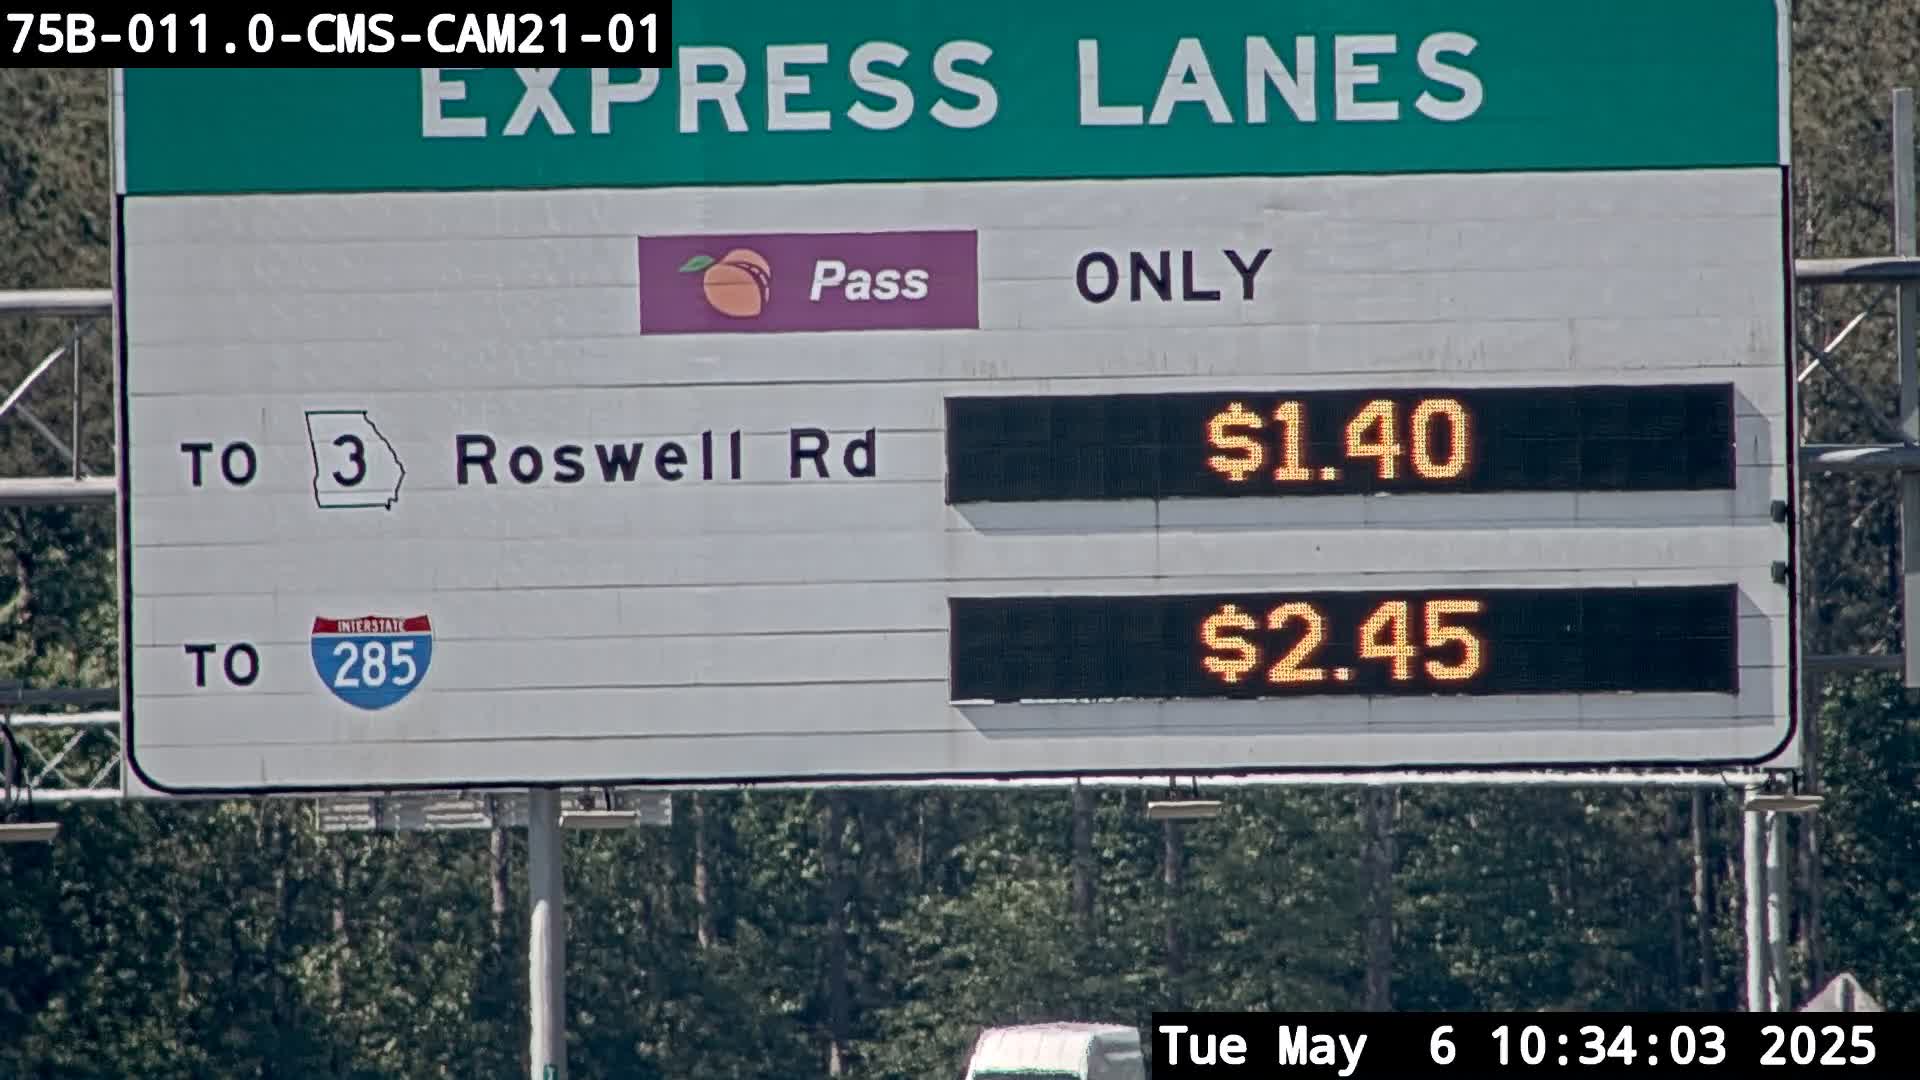 75B-011.0-CMS-CAM21-01
EXPRESS LANES
Pass ONLY
TO 3 Roswell Rd $1.40
INTERSTATE
TO 285 $2.45
Tue May 6 10:34:03 2025